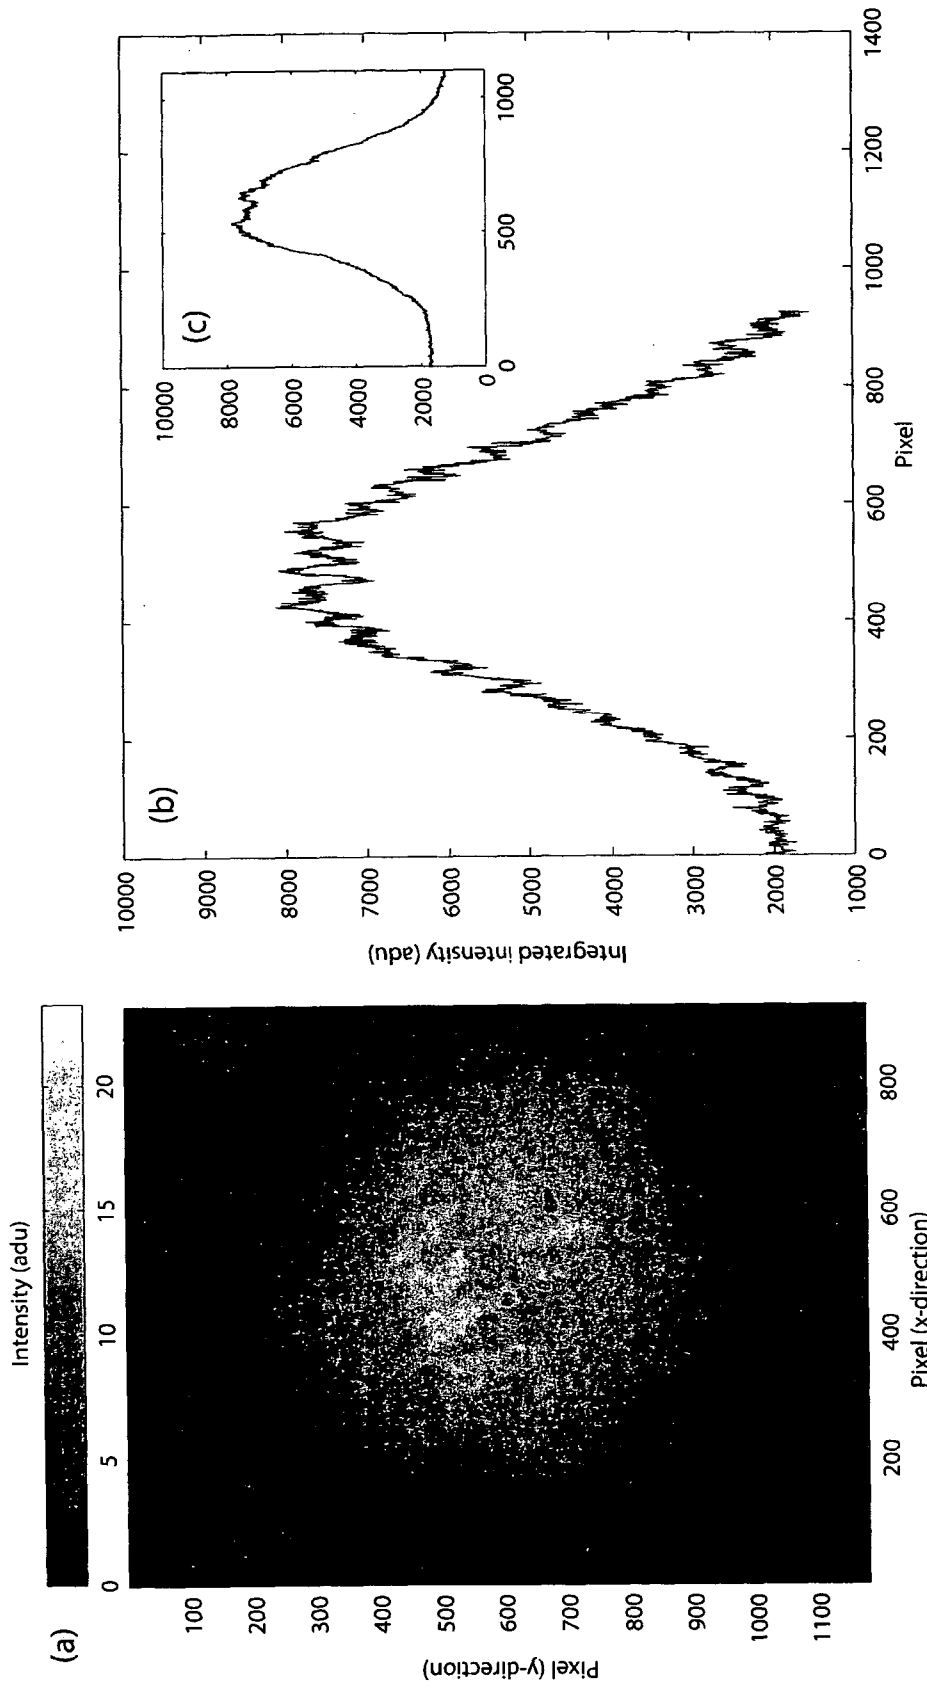 (a)
Intensity (adu)
0 5 10 15 20
100
200
300
400
500
600
700
800
900
1000
1100
Pixel (y-direction)
200 400 600 800
Pixel (x-direction)
(b)
10000
9000
8000
7000
6000
5000
4000
3000
2000
1000
Integrated intensity (adu)
0 200 400 600 800 1000 1200 1400
Pixel
(c)
10000
8000
6000
4000
2000
0
0 500 1000